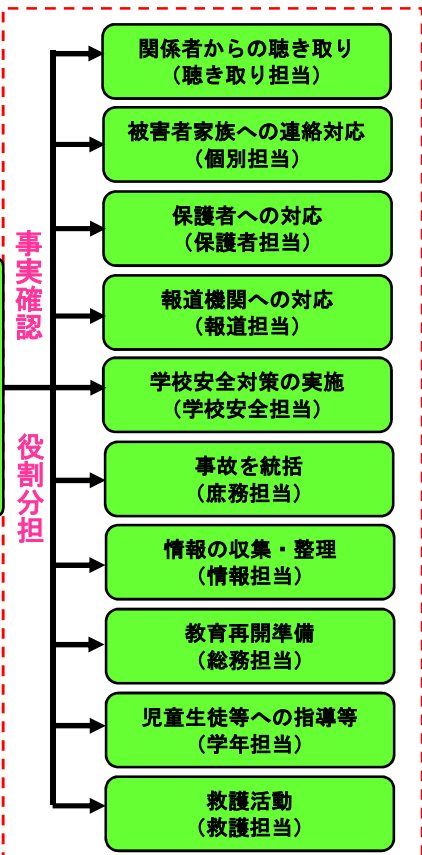 関係者からの聴き取り
(聴き取り担当)
被害者家族への連絡対応
(個別担当)
保護者への対応
(保護者担当)
事実確認
報道機関への対応
(報道担当)
学校安全対策の実施
(学校安全担当)
役割分担
事故を統括
(庶務担当)
情報の収集・整理
(情報担当)
教育再開準備
(総務担当)
児童生徒等への指導等
(学年担当)
救護活動
(救護担当)